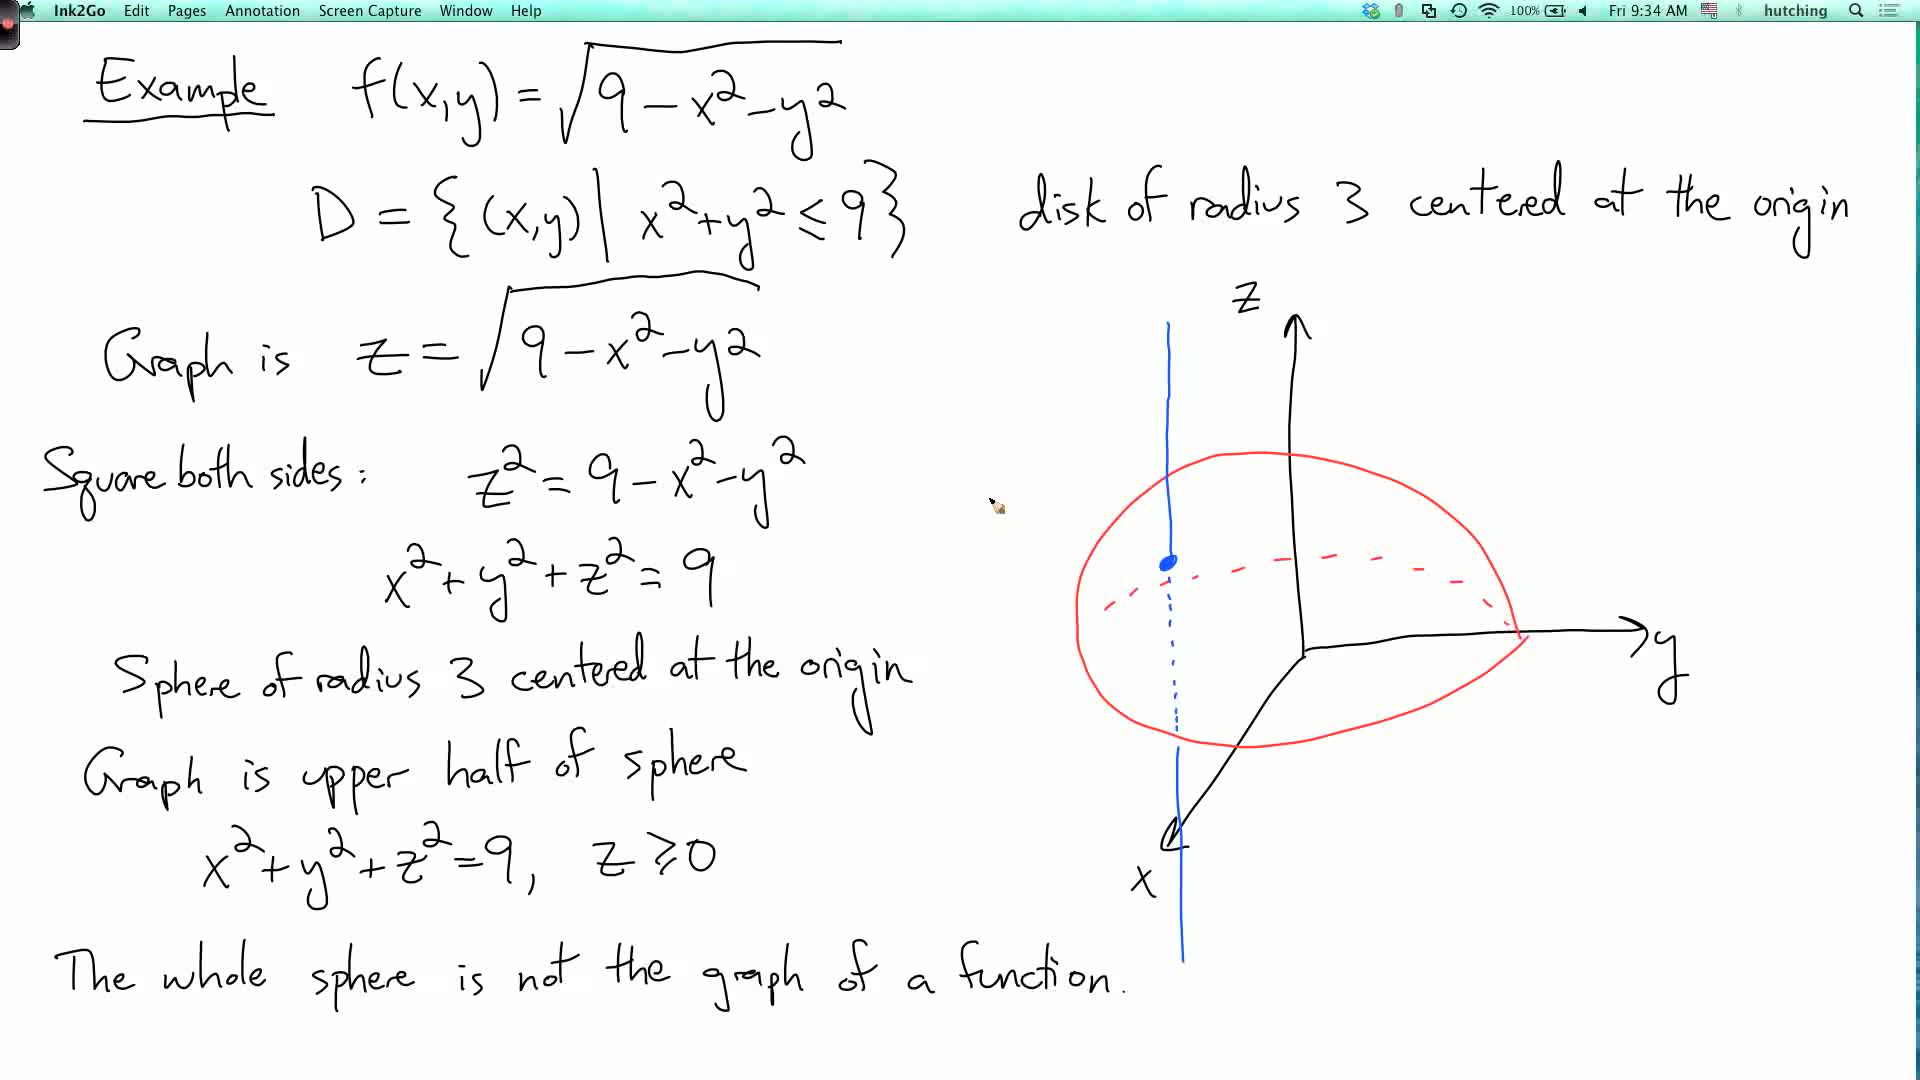 Ink2Go Edit Pages Annotation Screen Capture Window Help 100% Fri 9:34 AM hutching
Example f(x,y) = √(9 − x² − y²)
D = {(x,y) | x² + y² ≤ 9} disk of radius 3 centered at the origin
Graph is z = √(9 − x² − y²)
Square both sides: z² = 9 − x² − y²
x² + y² + z² = 9
Sphere of radius 3 centered at the origin
Graph is upper half of sphere
x² + y² + z² = 9, z ≥ 0
The whole sphere is not the graph of a function.
z
y
x